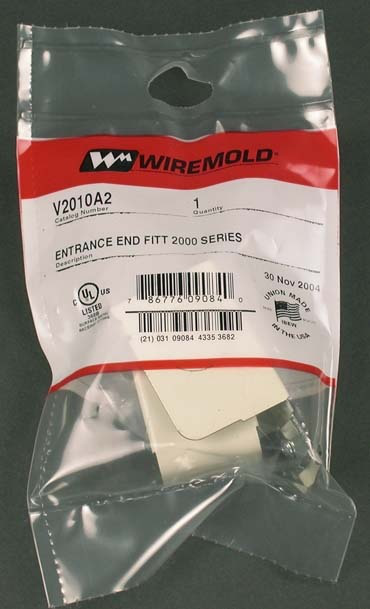 WIREMOLD®
V2010A2 1
Catalog Number Quantity
ENTRANCE END FITT 2000 SERIES
Description
30 Nov 2004
C UL US
LISTED
7 86776 09084 0
(21) 031 09084 4335 3682
UNION MADE
IBEW
IN THE USA